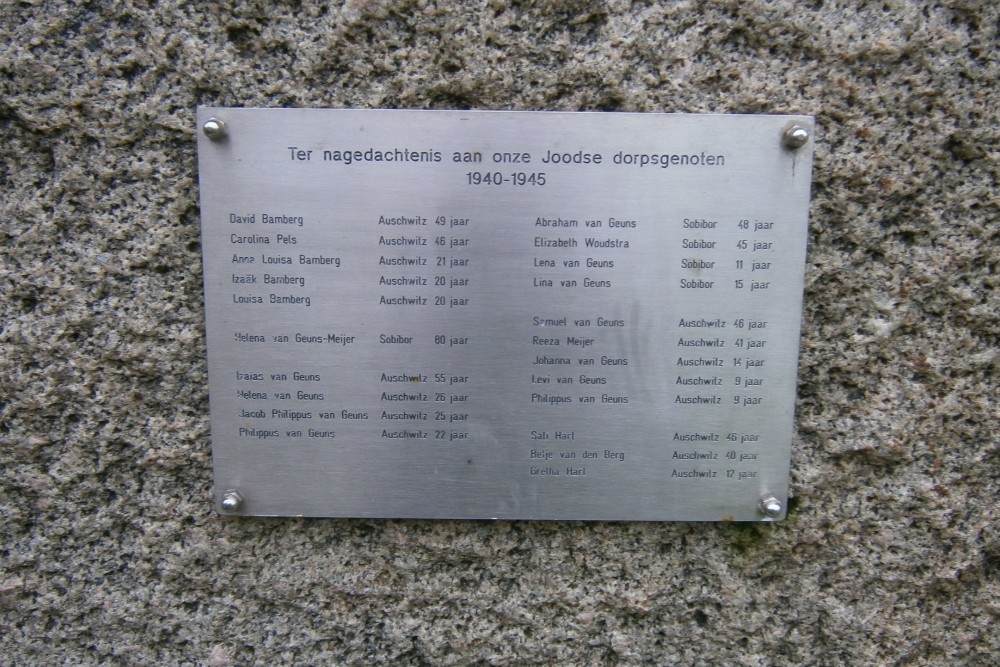 Ter nagedachtenis aan onze Joodse dorpsgenoten
1940-1945
David Bamberg Auschwitz 49 jaar
Carolina Pels Auschwitz 46 jaar
Anna Louisa Bamberg Auschwitz 21 jaar
Izaäk Bamberg Auschwitz 20 jaar
Louisa Bamberg Auschwitz 20 jaar
Helena van Geuns-Meijer Sobibor 80 jaar
Izaias van Geuns Auschwitz 55 jaar
Helena van Geuns Auschwitz 26 jaar
Jacob Philippus van Geuns Auschwitz 25 jaar
Philippus van Geuns Auschwitz 22 jaar
Abraham van Geuns Sobibor 48 jaar
Elizabeth Woudstra Sobibor 45 jaar
Lena van Geuns Sobibor 11 jaar
Lina van Geuns Sobibor 15 jaar
Samuel van Geuns Auschwitz 46 jaar
Reeza Meijer Auschwitz 41 jaar
Johanna van Geuns Auschwitz 14 jaar
Levi van Geuns Auschwitz 9 jaar
Philippus van Geuns Auschwitz 9 jaar
Sali Hart Auschwitz 46 jaar
Betje van den Berg Auschwitz 40 jaar
Gretha Hart Auschwitz 12 jaar